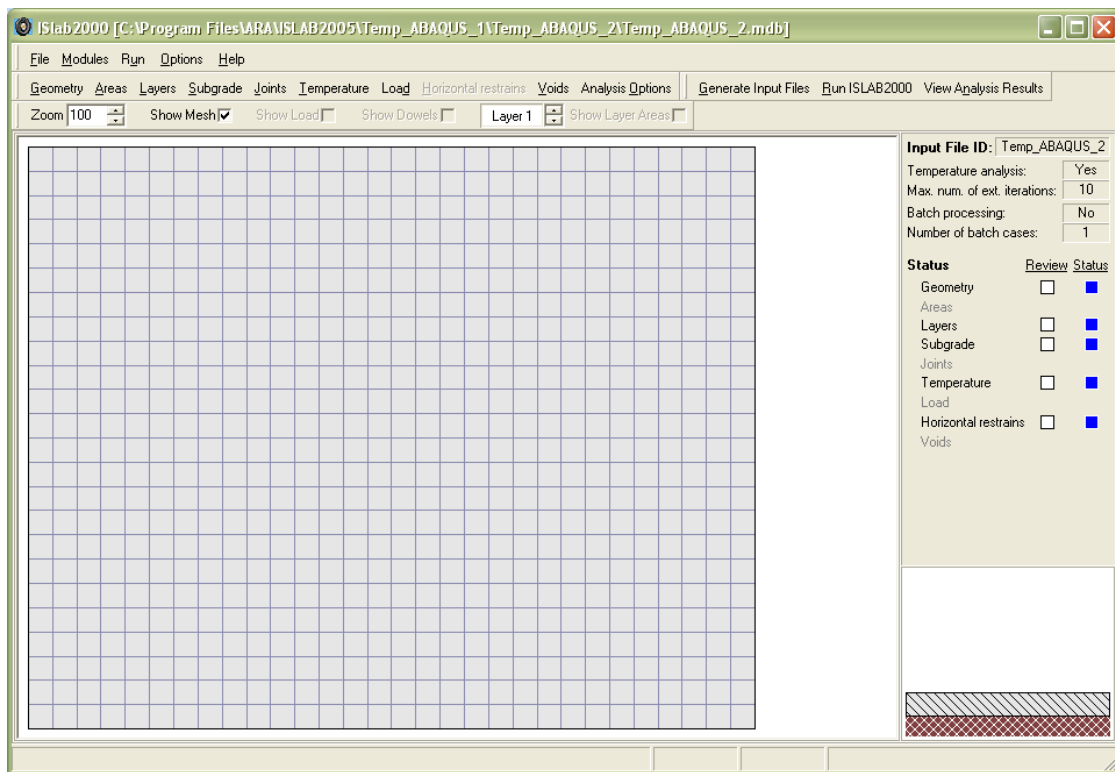 ISlab2000 [C:\Program Files\ARA\ISLAB2005\Temp_ABAQUS_1\Temp_ABAQUS_2\Temp_ABAQUS_2.mdb]
File Modules Run Options Help
Geometry Areas Layers Subgrade Joints Temperature Load Horizontal restrains Voids Analysis Options Generate Input Files Run ISLAB2000 View Analysis Results
Zoom 100 Show Mesh Show Load Show Dowels Layer 1 Show Layer Areas
Input File ID: Temp_ABAQUS_2
Temperature analysis: Yes
Max. num. of ext. iterations: 10
Batch processing: No
Number of batch cases: 1
Status Review Status
Geometry
Areas
Layers
Subgrade
Joints
Temperature
Load
Horizontal restrains
Voids